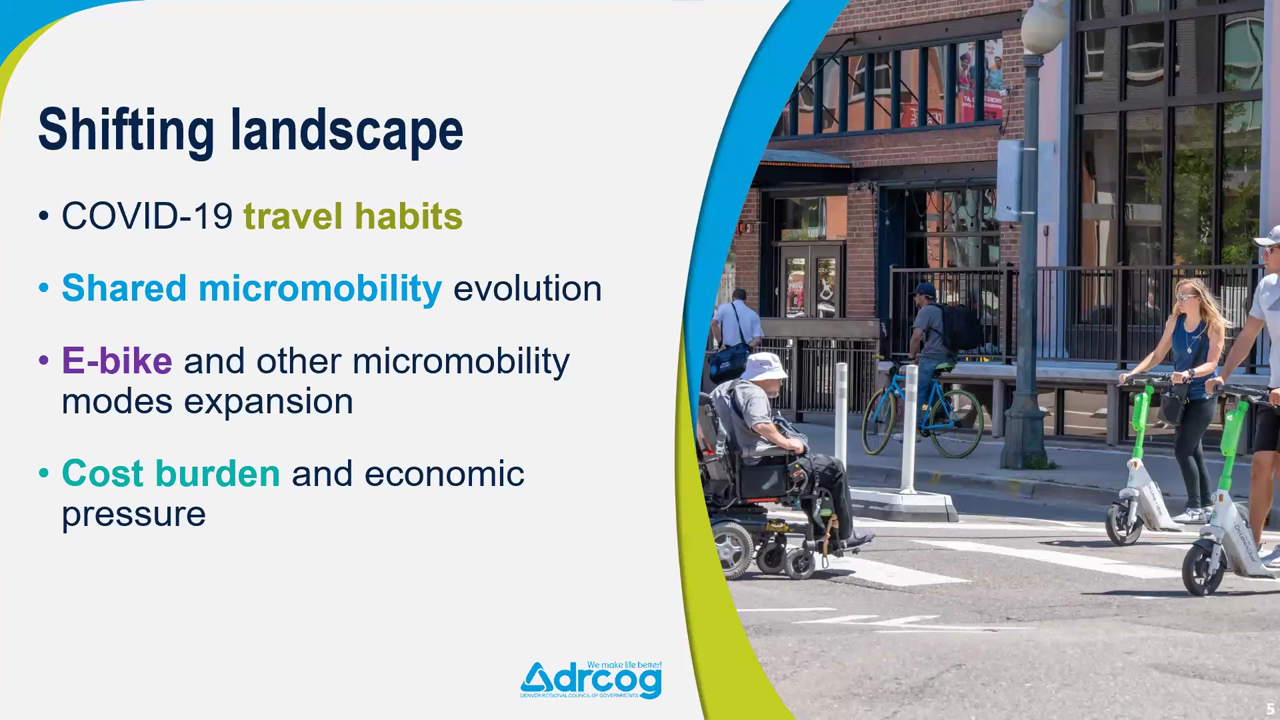 Shifting landscape
• COVID-19 travel habits
• Shared micromobility evolution
• E-bike and other micromobility
modes expansion
• Cost burden and economic
pressure
We make life better!
drcog
DENVER REGIONAL COUNCIL OF GOVERNMENTS
5